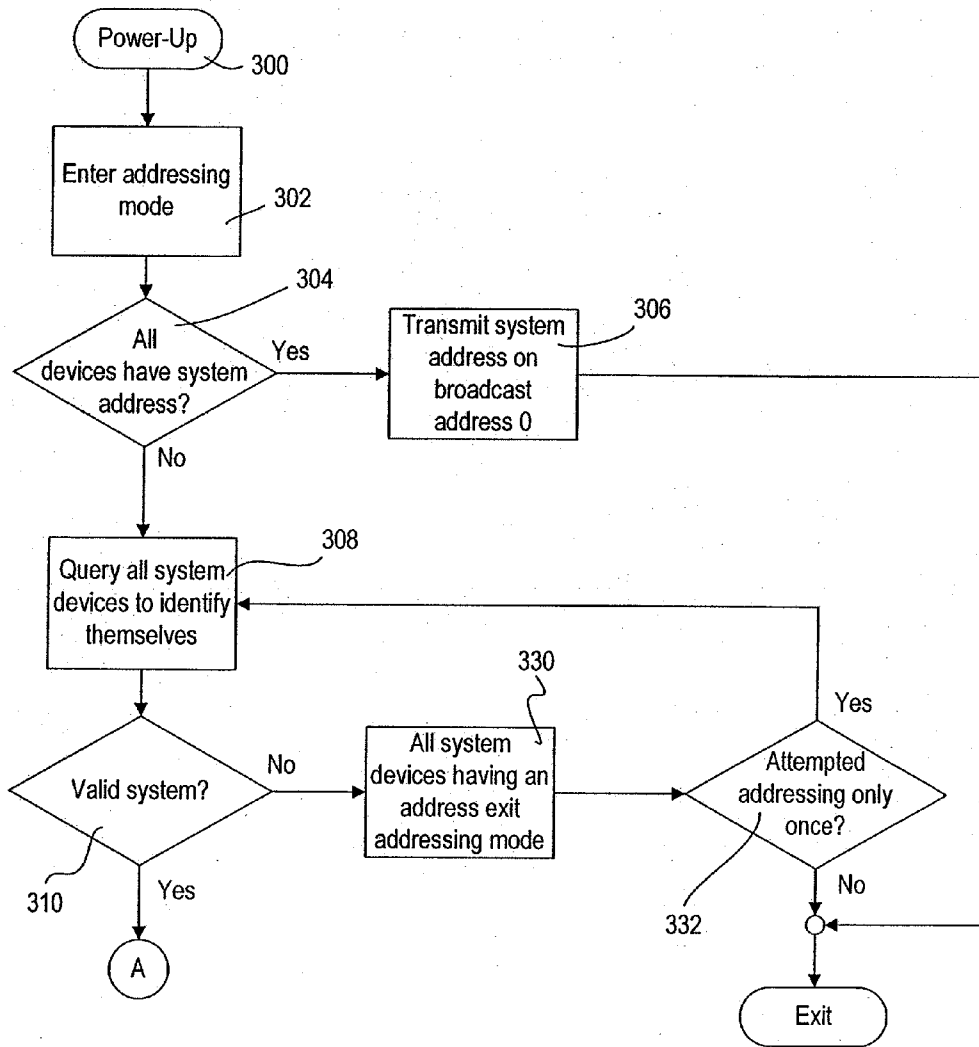 Power-Up
300
Enter addressing
mode
302
304
All
devices have system
address?
Yes
No
306
Transmit system
address on
broadcast
address 0
308
Query all system
devices to identify
themselves
330
Valid system?
No
Yes
310
All system
devices having an
address exit
addressing mode
Yes
Attempted
addressing only
once?
332
No
A
Exit